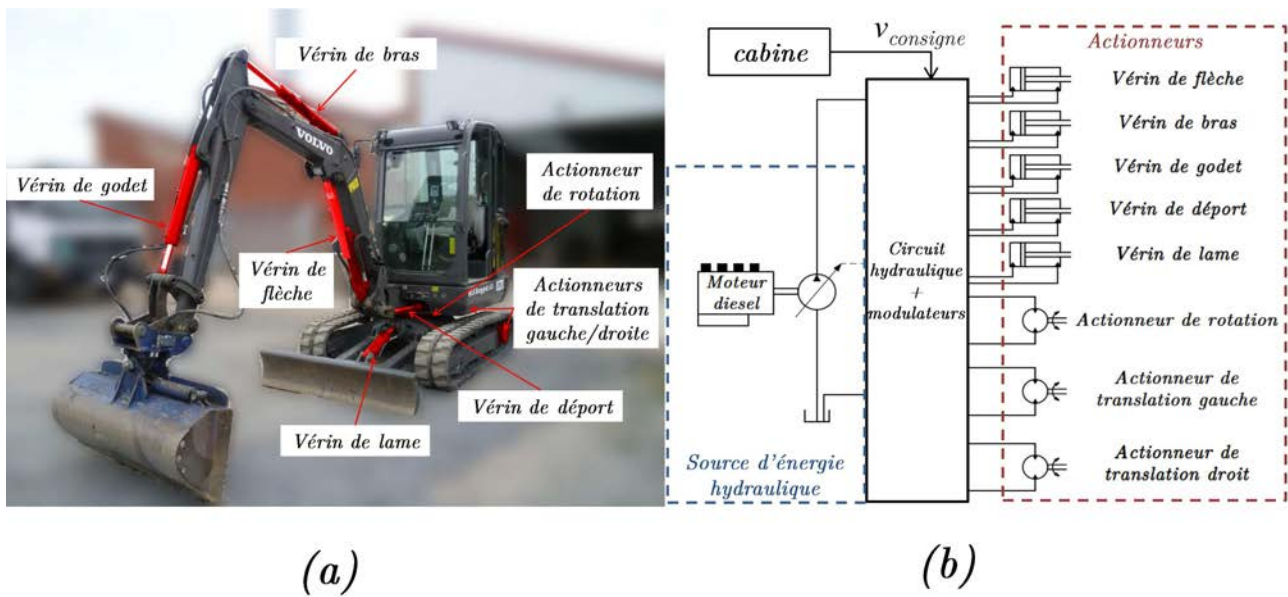 Vérin de bras
VOLVO
Vérin de godet
Actionneur
de rotation
Vérin de
flèche
Actionneurs
de translation
gauche/droite
Vérin de déport
Vérin de lame
(a)
cabine
vconsigne
Actionneurs
Vérin de flèche
Vérin de bras
Vérin de godet
Vérin de déport
Vérin de lame
Moteur
diesel
Circuit
hydraulique
+
modulateurs
Actionneur de rotation
Actionneur de
translation gauche
Actionneur de
translation droit
Source d'énergie
hydraulique
(b)